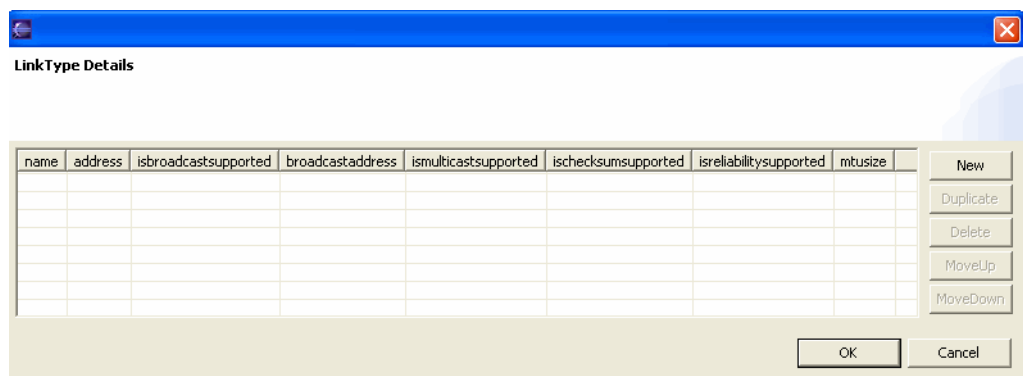 LinkType Details
name address isbroadcastsupported broadcastaddress ismulticastsupported ischecksumsupported isreliabilitysupported mtusize
New
Duplicate
Delete
MoveUp
MoveDown
OK Cancel